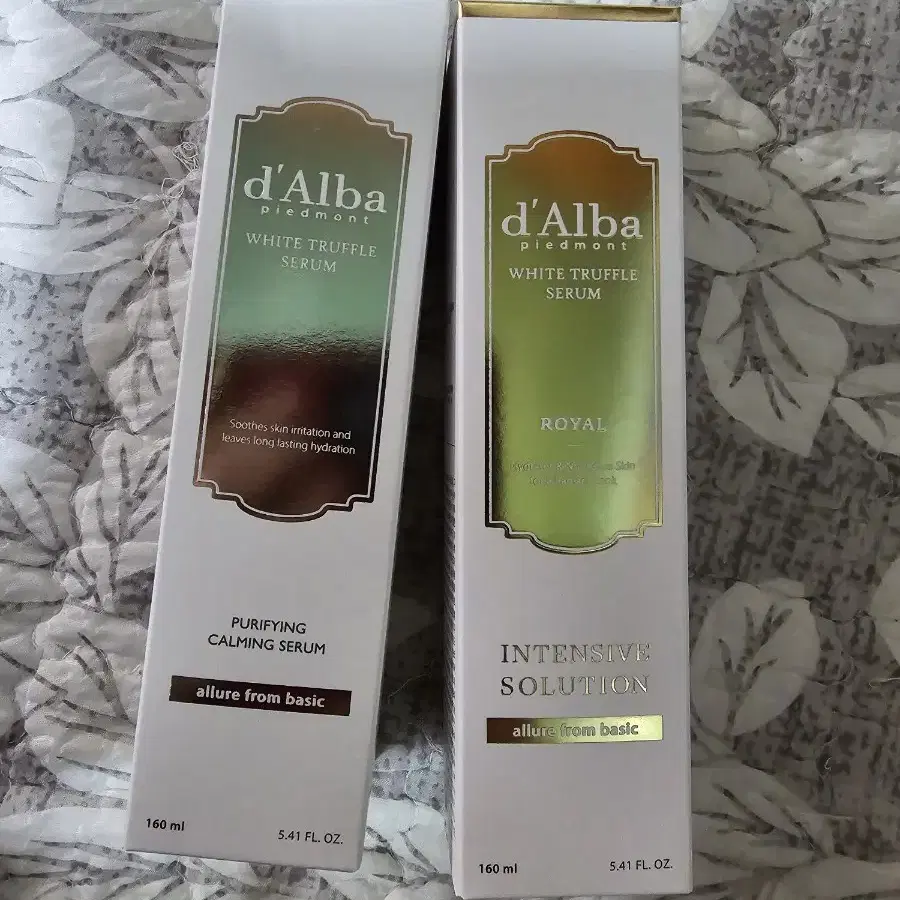 d'Alba
piedmont
WHITE TRUFFLE
SERUM
Soothes skin irritation and
leaves long lasting hydration
PURIFYING
CALMING SERUM
allure from basic
160 ml
5.41 FL. OZ.
d'Alba
piedmont
WHITE TRUFFLE
SERUM
ROYAL
Skin
INTENSIVE
SOLUTION
allure from basic
160 ml
5.41 FL. OZ.